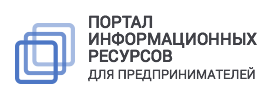 ПОРТАЛ
ИНФОРМАЦИОННЫХ
РЕСУРСОВ
ДЛЯ ПРЕДПРИНИМАТЕЛЕЙ